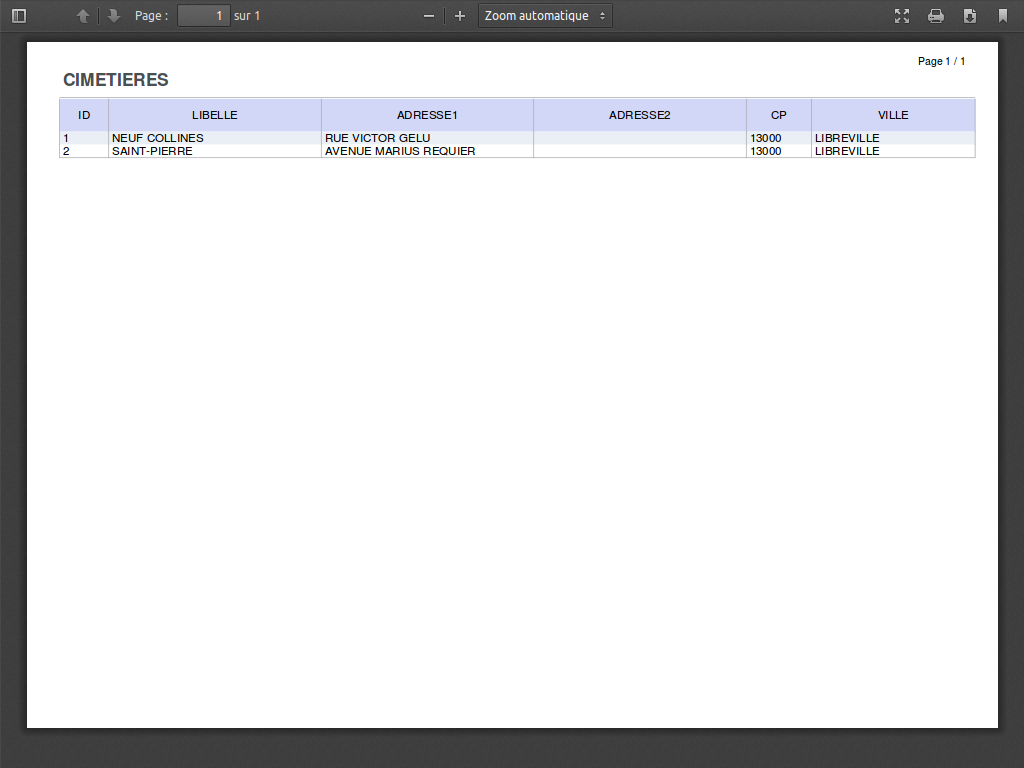 Page : 1 sur 1 Zoom automatique
Page 1 / 1
CIMETIERES
ID LIBELLE ADRESSE1 ADRESSE2 CP VILLE
1 NEUF COLLINES RUE VICTOR GELU 13000 LIBREVILLE
2 SAINT-PIERRE AVENUE MARIUS REQUIER 13000 LIBREVILLE